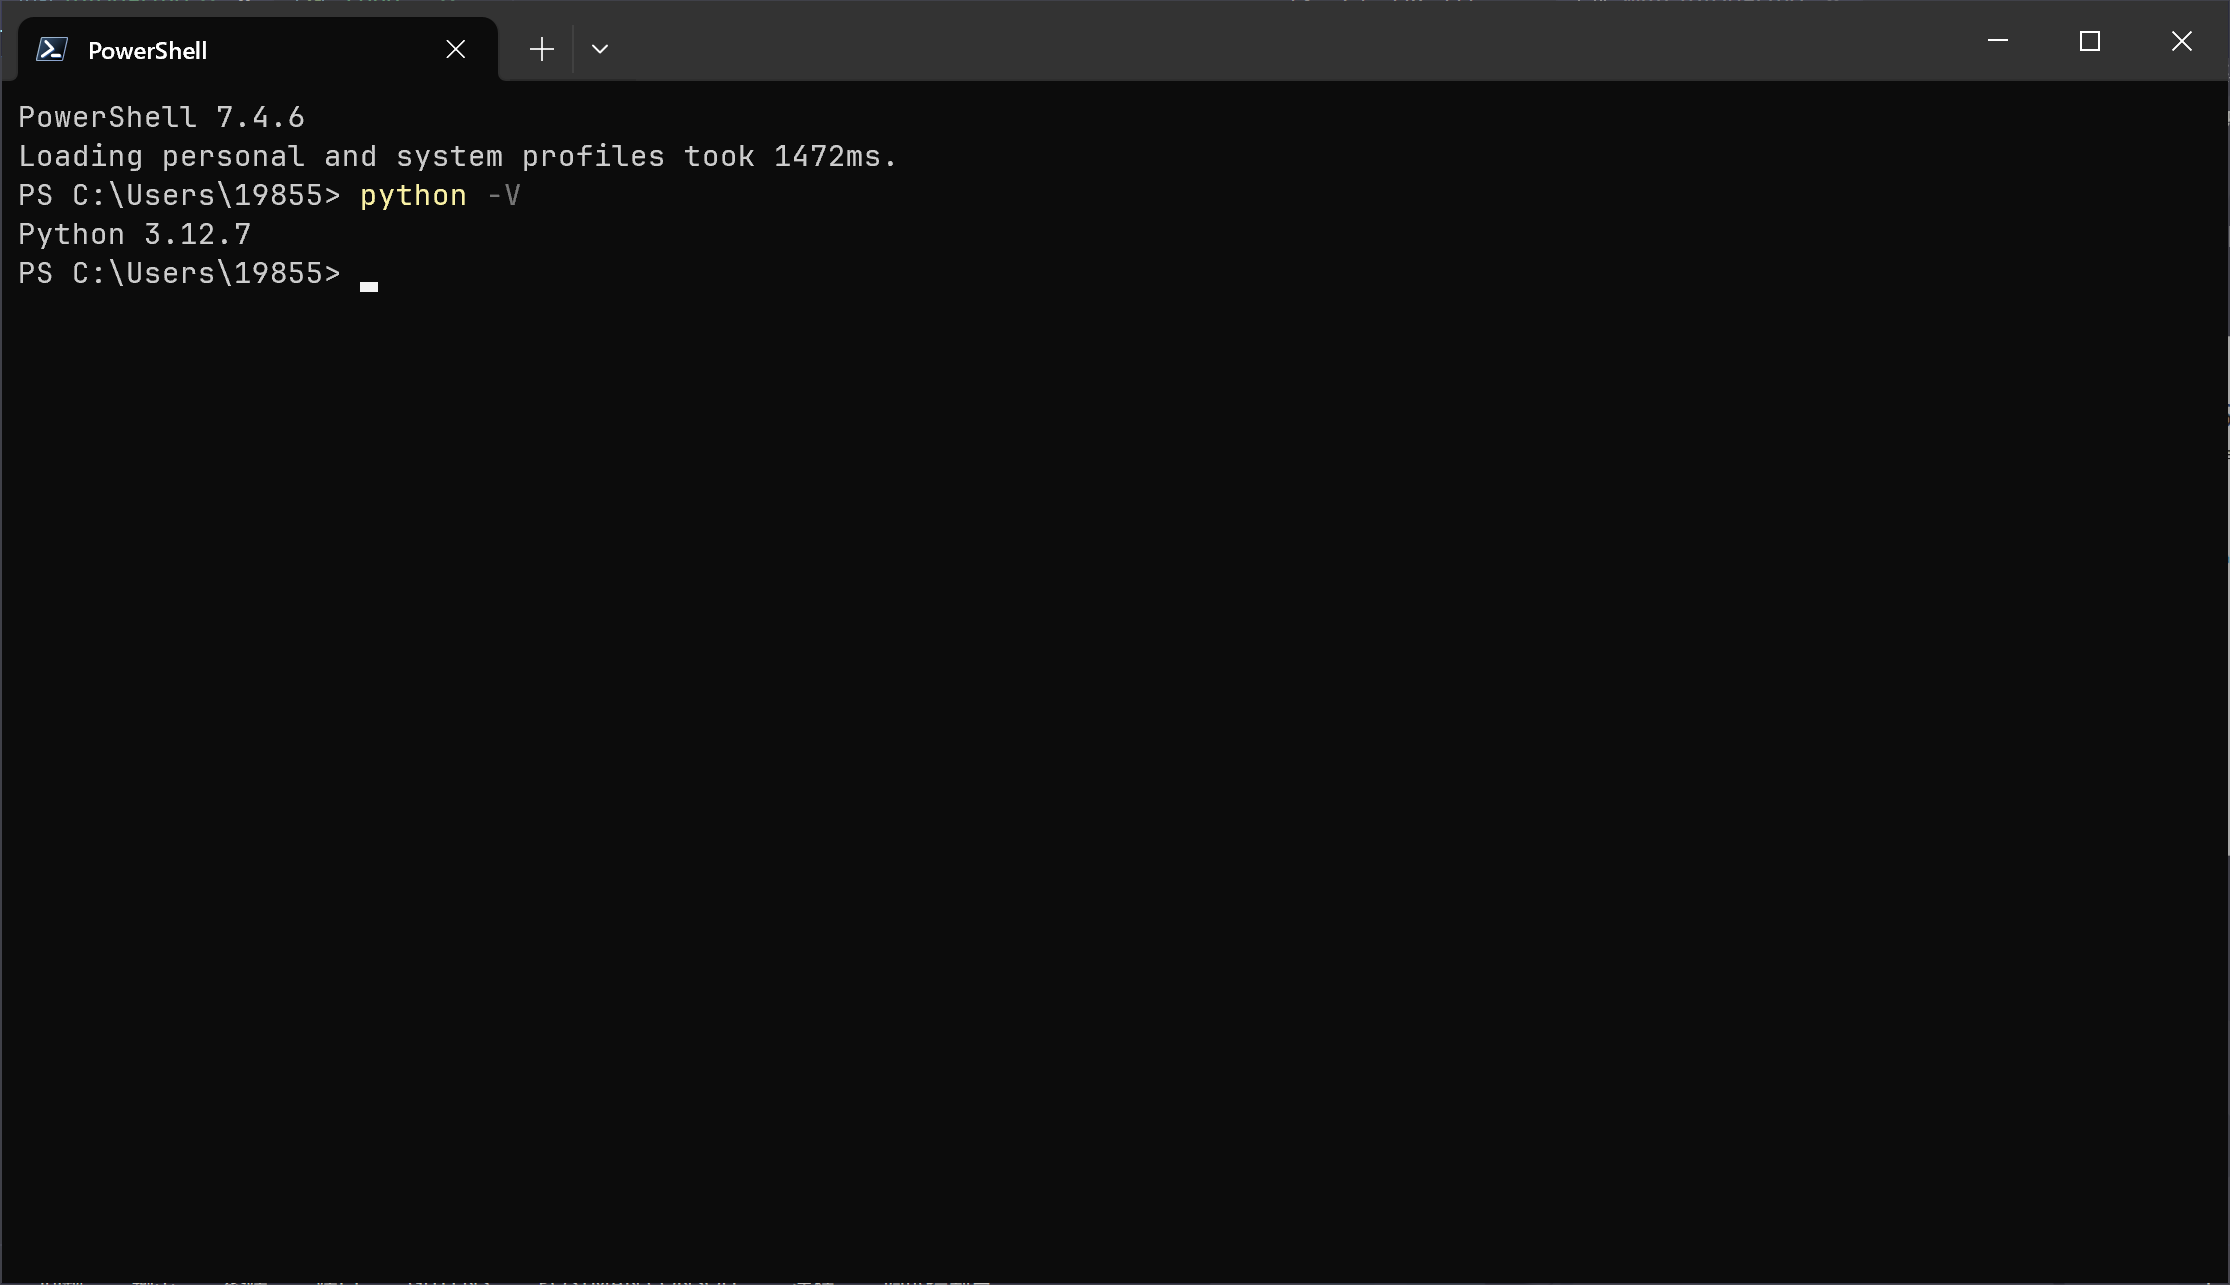 PowerShell
PowerShell 7.4.6
Loading personal and system profiles took 1472ms.
PS C:\Users\19855> python -V
Python 3.12.7
PS C:\Users\19855>